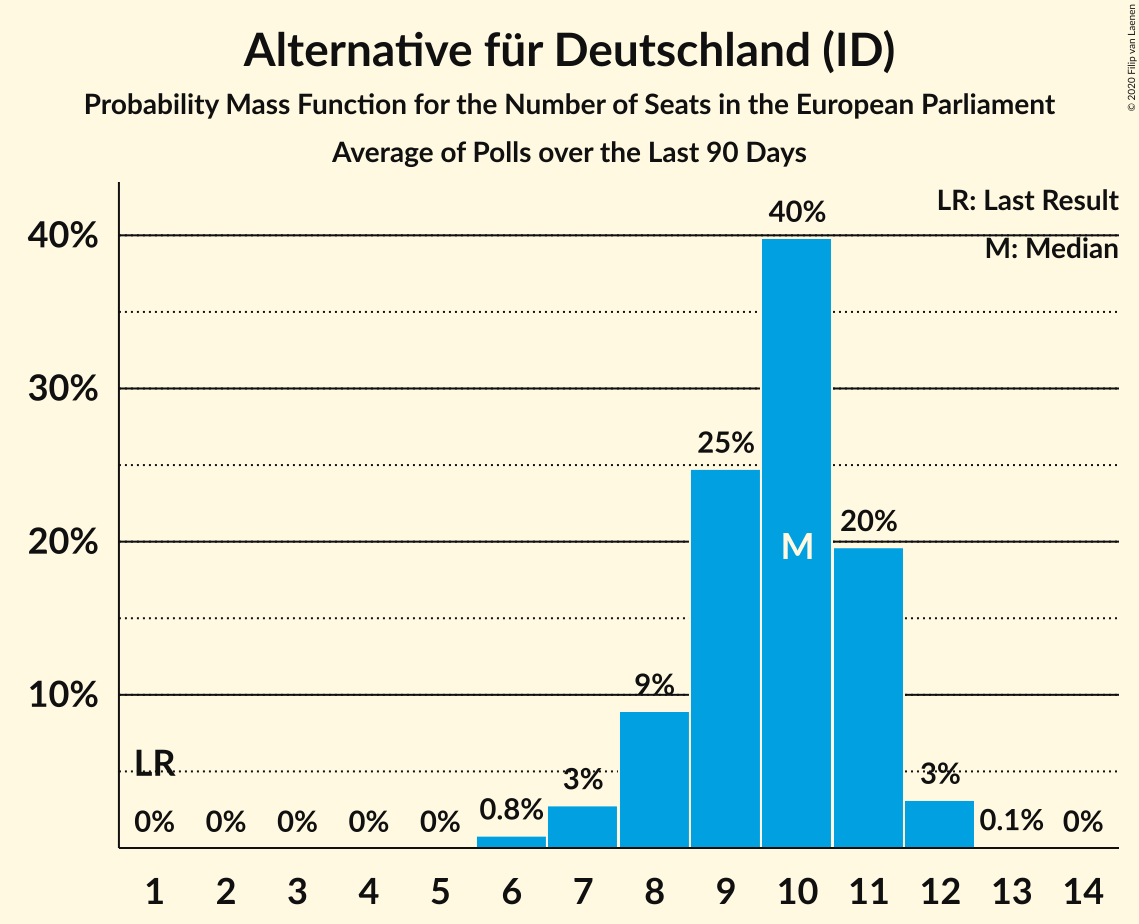 Alternative für Deutschland (ID)
Probability Mass Function for the Number of Seats in the European Parliament
Average of Polls over the Last 90 Days
© 2020 Filip van Laenen
LR: Last Result
M: Median
40%
30%
20%
10%
LR
0%
0%
0%
0%
0%
0.8%
3%
9%
25%
40%
M
20%
3%
0.1%
0%
1 2 3 4 5 6 7 8 9 10 11 12 13 14